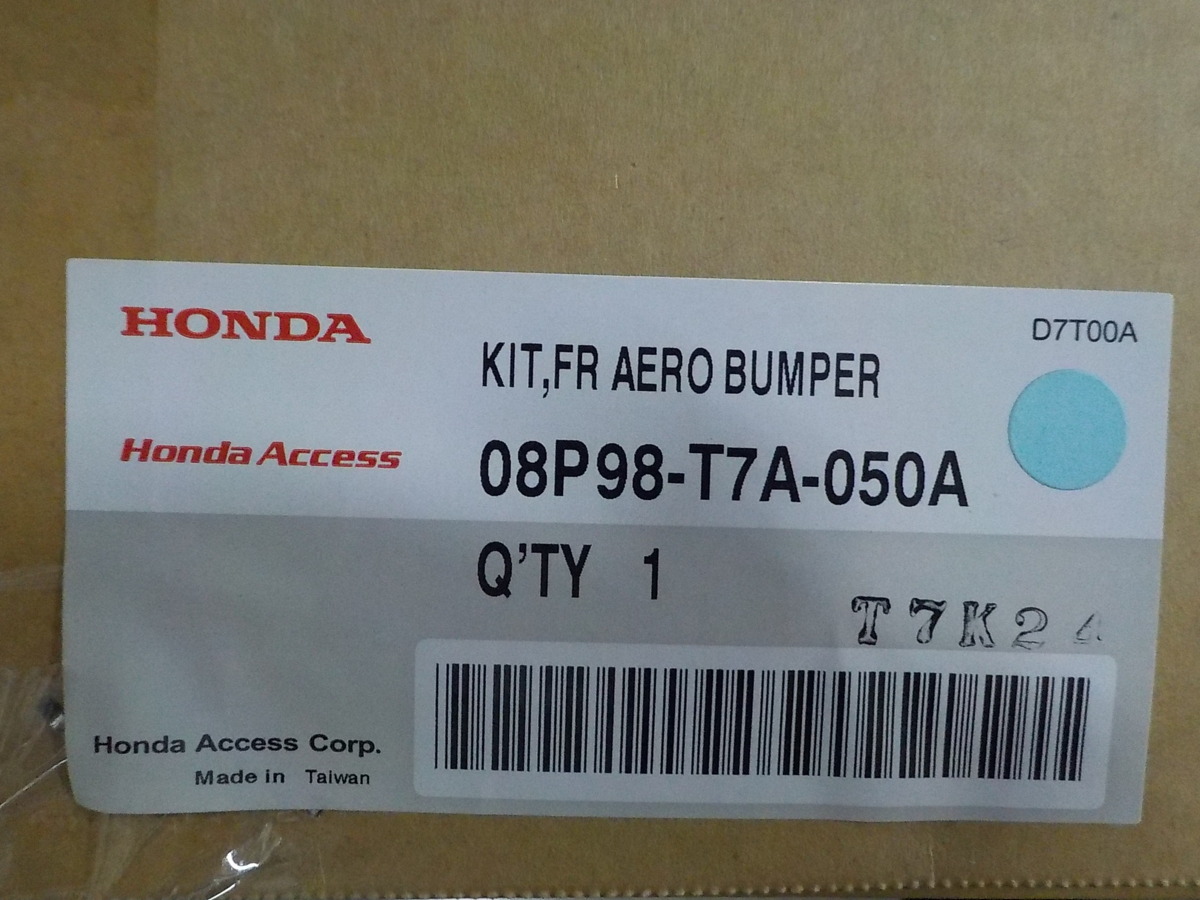 HONDA
D7T00A
KIT,FR AERO BUMPER
Honda Access
08P98-T7A-050A
Q'TY 1
T7K2
Honda Access Corp.
Made in Taiwan